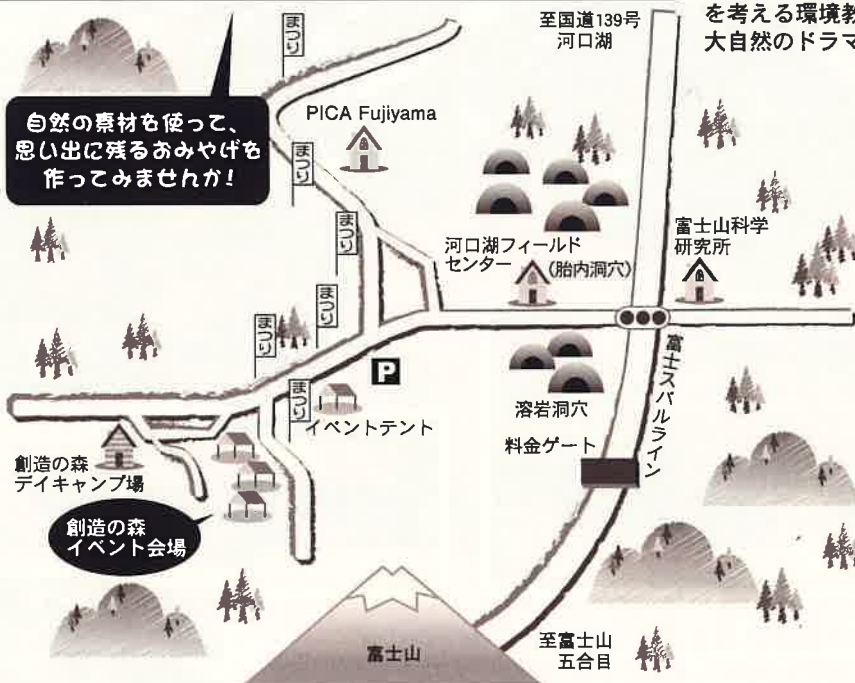 を考える環境教
大自然のドラマ
至国道139号
河口湖
まつり
自然の素材を使って、
思い出に残るおみやげを
作ってみませんか!
PICA Fujiyama
まつり
まつり
河口湖フィールド
センター
(胎内洞穴)
富士山科学
研究所
まつり
まつり
富士スバルライン
P
まつり
イベントテント
溶岩洞穴
料金ゲート
創造の森
デイキャンプ場
創造の森
イベント会場
富士山
至富士山
五合目